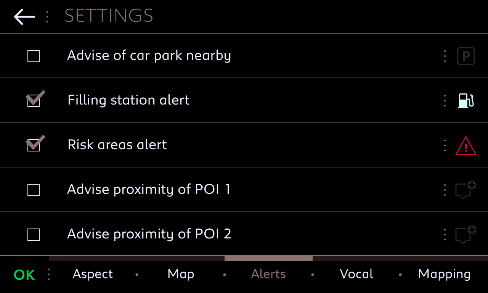 SETTINGS
Advise of car park nearby
P
Filling station alert
Risk areas alert
Advise proximity of POI 1
Advise proximity of POI 2
OK Aspect Map Alerts Vocal Mapping